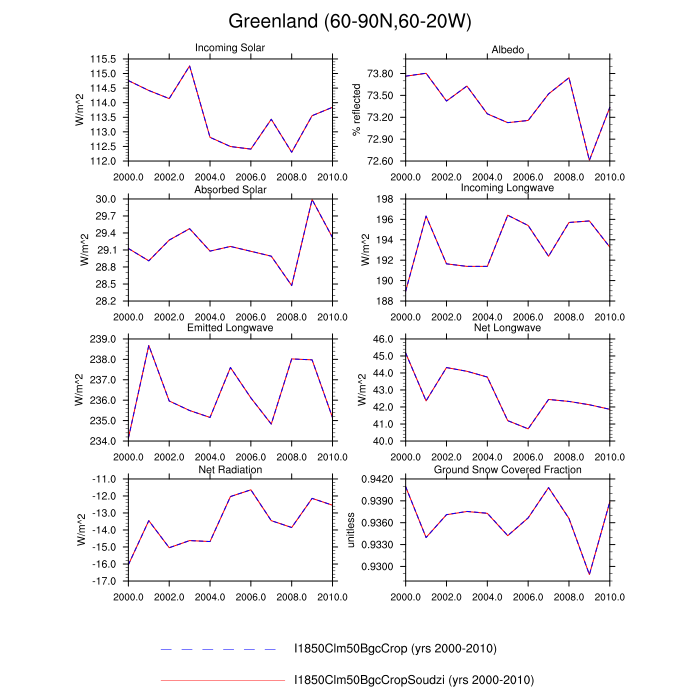 Greenland (60-90N,60-20W)
Incoming Solar
115.5
115.0
114.5
114.0
113.5
113.0
112.5
112.0
W/m^2
2000.0 2002.0 2004.0 2006.0 2008.0 2010.0
Albedo
73.80
73.50
73.20
72.90
72.60
% reflected
2000.0 2002.0 2004.0 2006.0 2008.0 2010.0
Absorbed Solar
30.0
29.7
29.4
29.1
28.8
28.5
28.2
W/m^2
2000.0 2002.0 2004.0 2006.0 2008.0 2010.0
Incoming Longwave
198
196
194
192
190
188
W/m^2
2000.0 2002.0 2004.0 2006.0 2008.0 2010.0
Emitted Longwave
239.0
238.0
237.0
236.0
235.0
234.0
W/m^2
2000.0 2002.0 2004.0 2006.0 2008.0 2010.0
Net Longwave
46.0
45.0
44.0
43.0
42.0
41.0
40.0
W/m^2
2000.0 2002.0 2004.0 2006.0 2008.0 2010.0
Net Radiation
-11.0
-12.0
-13.0
-14.0
-15.0
-16.0
-17.0
W/m^2
2000.0 2002.0 2004.0 2006.0 2008.0 2010.0
Ground Snow Covered Fraction
0.9420
0.9390
0.9360
0.9330
0.9300
unitless
2000.0 2002.0 2004.0 2006.0 2008.0 2010.0
I1850Clm50BgcCrop (yrs 2000-2010)
I1850Clm50BgcCropSoudzi (yrs 2000-2010)